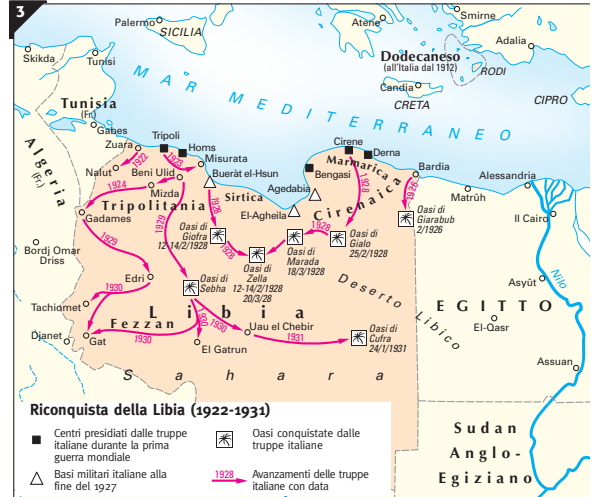 3
Palermo
SICILIA
Atene
Smirne
Skikda
Tunisi
Adalia
Dodecaneso
(all'Italia dal 1912)
RODI
Candia
CRETA
CIPRO
MAR MEDITERRANEO
Tunisia
(Fr.)
Gabes
Algeria
(Fr.)
Zuara
Tripoli
Homs
Misurata
Cirene
Derna
Marmarica
Bardia
Alessandria
1922
1923
Nalut
Beni Ulid
Bueràt el-Hsun
Bengasi
1928
1926
Matrûh
1924
Mizda
Agedabia
Tripolitania
Sirtica
Cirenaica
Gadames
1929
1926
El-Agheila
Oasi di
Giarabub
2/1926
Il Cairo
Oasi di
Giofra
12-14/2/1928
1928
1928
Oasi di
Gialo
25/2/1928
1929
Oasi di
Marada
18/3/1928
Bordj Omar
Driss
Oasi di
Zella
12-14/2/1928
20/3/28
Nilo
Asyût
Edri
Oasi di
Sebha
Deserto Libico
1930
Tachiomet
Libia
EGITTO
Fezzan
1930
1930
Uau el Chebir
El-Qasr
Djanet
Gat
1930
El Gatrun
1931
Oasi di
Cufra
24/1/1931
Assuan
Sahara
Riconquista della Libia (1922-1931)
Centri presidiati dalle truppe
italiane durante la prima
guerra mondiale
Oasi conquistate dalle
truppe italiane
Basi militari italiane alla
fine del 1927
1928
Avanzamenti delle truppe
italiane con data
Sudan
Anglo-
Egiziano